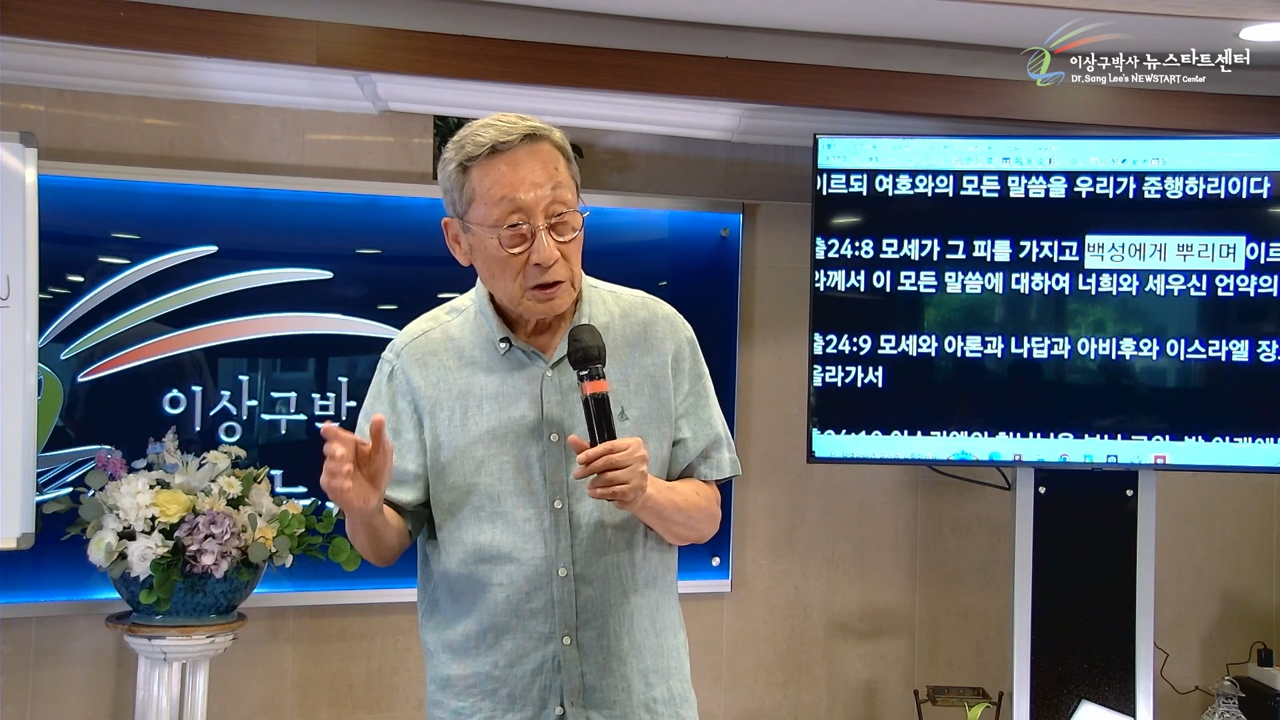 이상구박사 뉴스타트센터
Dr. Sang Lee's NEWSTART Center
이르되 여호와의 모든 말씀을 우리가 준행하리이다
출24:8 모세가 그 피를 가지고 백성에게 뿌리며 이르
와께서 이 모든 말씀에 대하여 너희와 세우신 언약의
출24:9 모세와 아론과 나답과 아비후와 이스라엘 장
올라가서
이상구박